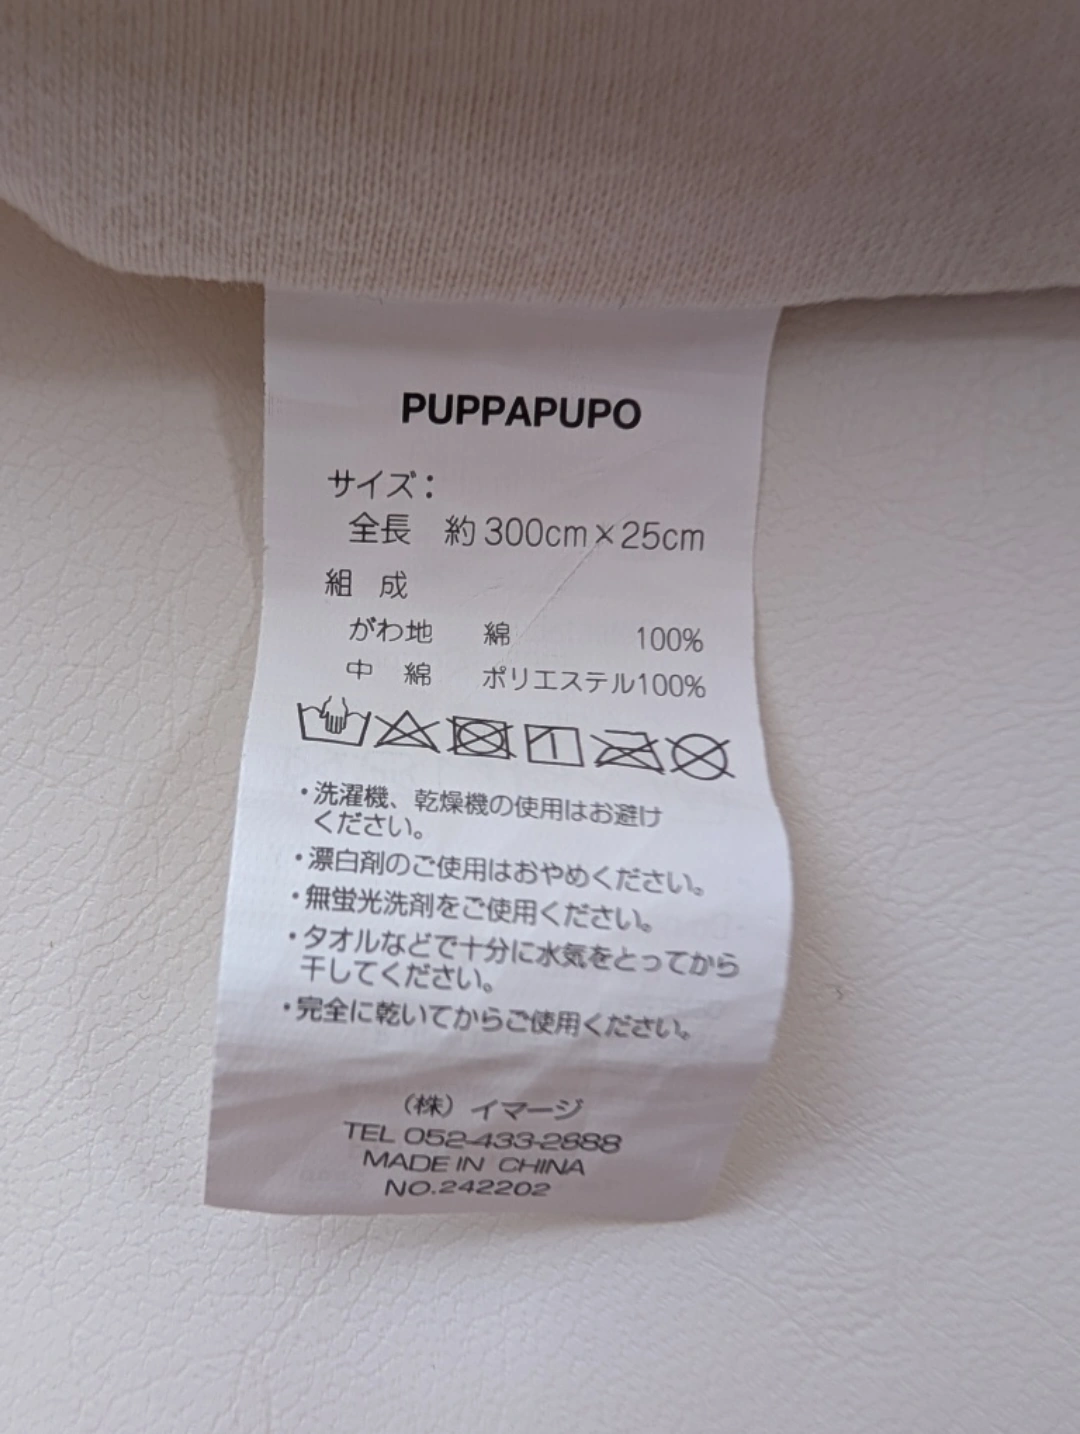 PUPPAPUPO
サイズ：
全長 約300cm×25cm
組 成
がわ地 綿 100%
中 綿 ポリエステル100%
・洗濯機、乾燥機の使用はお避け
ください。
・漂白剤のご使用はおやめください。
・無蛍光洗剤をご使用ください。
・タオルなどで十分に水気をとってから
干してください。
・完全に乾いてからご使用ください。
（株）イマージ
TEL 052-433-2888
MADE IN CHINA
NO.242202